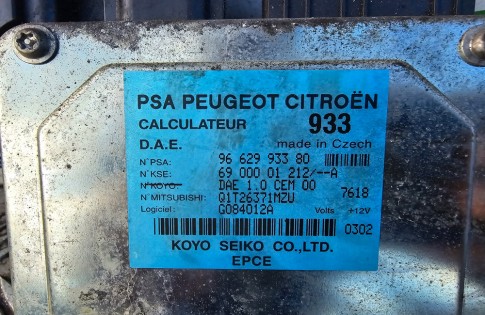 PSA PEUGEOT CITROËN
CALCULATEUR 933
D.A.E. made in Czech
N°PSA: 96 629 933 80
N°KSE: 69 000 01 212/--A
N°KOYO: DAE 1.0 CEM 00
N°MITSUBISHI: Q1T26371MZU 7618
Logiciel: G084012A Volts +12V
0302
KOYO SEIKO CO.,LTD.
EPCE